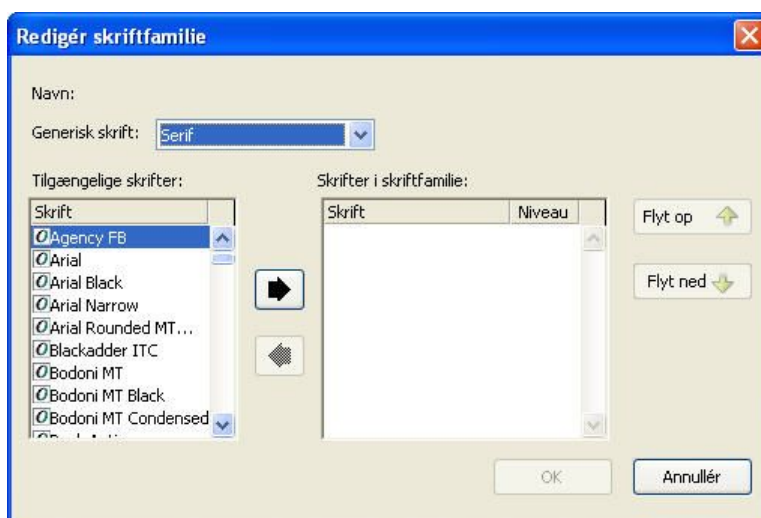 Redigér skriftfamilie
Navn:
Generisk skrift: Serif
Tilgængelige skrifter:
Skrift
Agency FB
Arial
Arial Black
Arial Narrow
Arial Rounded MT...
Blackadder ITC
Bodoni MT
Bodoni MT Black
Bodoni MT Condensed
Skrifter i skriftfamilie:
Skrift Niveau
Flyt op
Flyt ned
OK Annullér